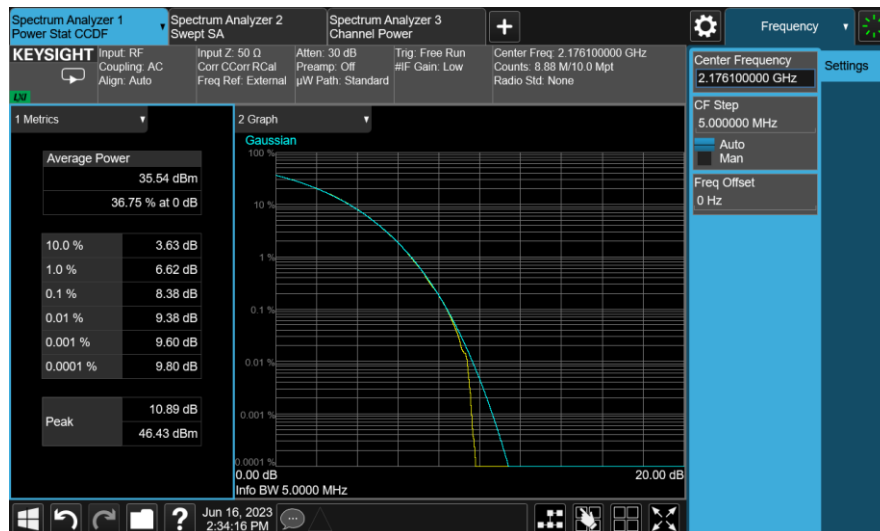 Spectrum Analyzer 1
Power Stat CCDF
Spectrum Analyzer 2
Swept SA
Spectrum Analyzer 3
Channel Power
Frequency
KEYSIGHT
LXI
Input: RF
Coupling: AC
Align: Auto
Input Z: 50 Ω
Corr CCorr RCal
Freq Ref: External
Atten: 30 dB
Preamp: Off
µW Path: Standard
Trig: Free Run
#IF Gain: Low
Center Freq: 2.176100000 GHz
Counts: 8.88 M/10.0 Mpt
Radio Std: None
Center Frequency
2.176100000 GHz
Settings
CF Step
5.000000 MHz
Auto
Man
Freq Offset
0 Hz
1 Metrics
Average Power
35.54 dBm
36.75 % at 0 dB
10.0 % 3.63 dB
1.0 % 6.62 dB
0.1 % 8.38 dB
0.01 % 9.38 dB
0.001 % 9.60 dB
0.0001 % 9.80 dB
Peak
10.89 dB
46.43 dBm
2 Graph
Gaussian
100 %
10 %
1 %
0.1 %
0.01 %
0.001 %
0.0001 %
0.00 dB 20.00 dB
Info BW 5.0000 MHz
?
Jun 16, 2023
2:34:16 PM